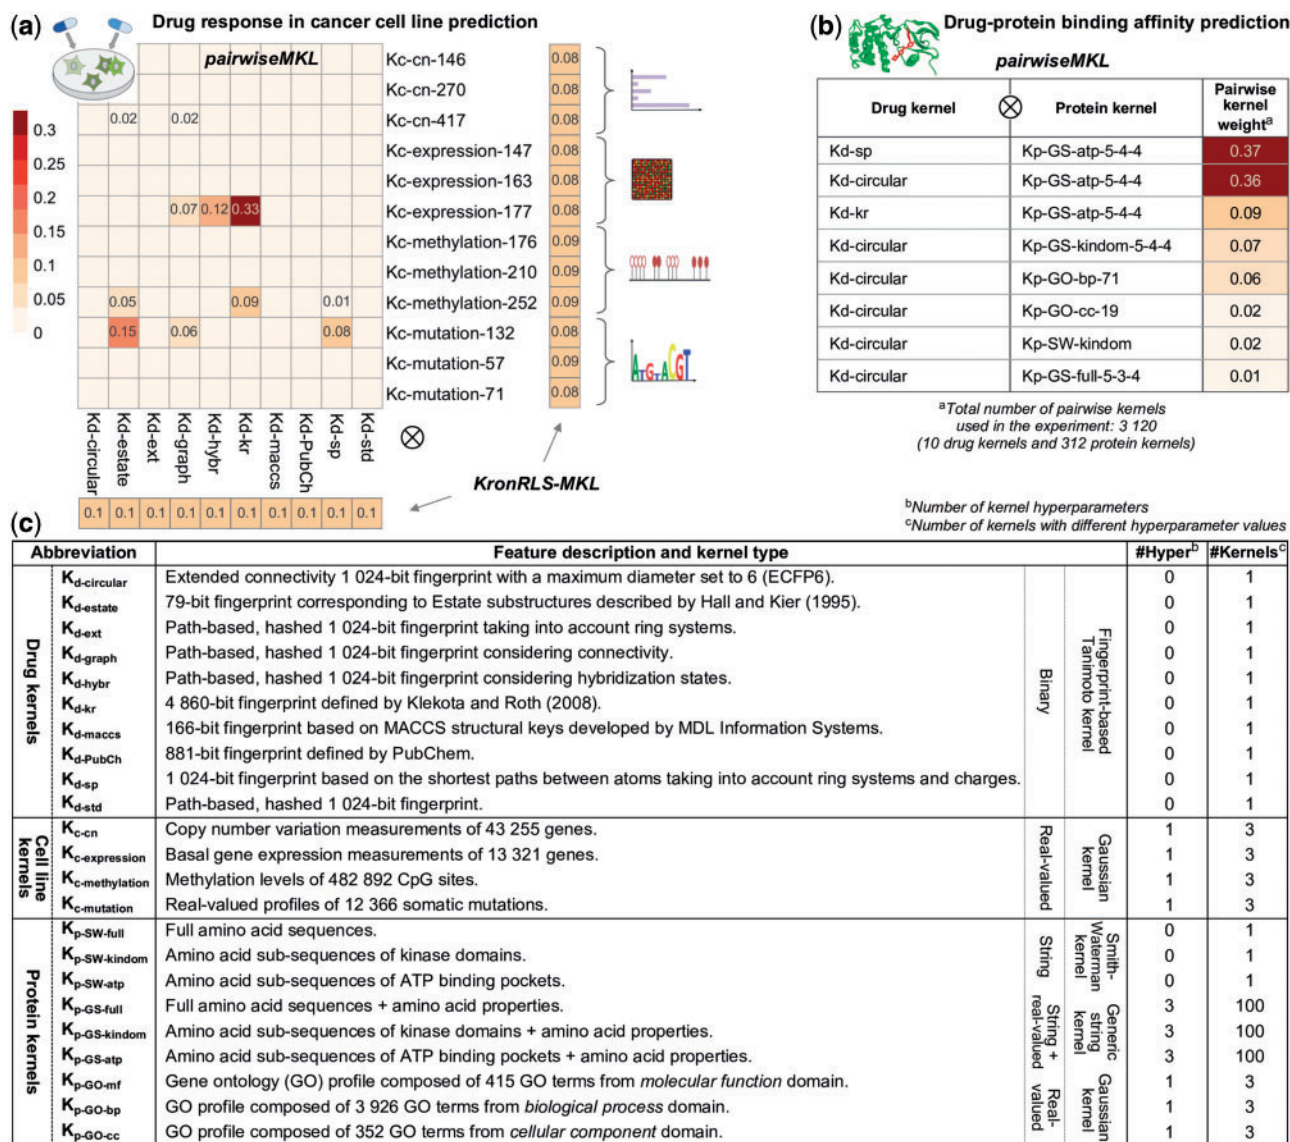 (a) Drug response in cancer cell line prediction
pairwiseMKL
0.3
0.25
0.2
0.15
0.1
0.05
0
Kc-cn-146 0.08
Kc-cn-270 0.08
0.02 0.02 Kc-cn-417 0.08
Kc-expression-147 0.08
Kc-expression-163 0.08
0.07 0.12 0.33 Kc-expression-177 0.08
Kc-methylation-176 0.09
Kc-methylation-210 0.09
0.05 0.09 0.01 Kc-methylation-252 0.09
0.15 0.06 0.08 Kc-mutation-132 0.08
Kc-mutation-57 0.09
Kc-mutation-71 0.08
ATGTACGT
Kd-circular
Kd-estate
Kd-ext
Kd-graph
Kd-hybr
Kd-kr
Kd-maccs
Kd-PubCh
Kd-sp
Kd-std
⊗
KronRLS-MKL
0.1 0.1 0.1 0.1 0.1 0.1 0.1 0.1 0.1 0.1
(b) Drug-protein binding affinity prediction
pairwiseMKL
Drug kernel ⊗ Protein kernel Pairwise kernel weight^a
Kd-sp Kp-GS-atp-5-4-4 0.37
Kd-circular Kp-GS-atp-5-4-4 0.36
Kd-kr Kp-GS-atp-5-4-4 0.09
Kd-circular Kp-GS-kindom-5-4-4 0.07
Kd-circular Kp-GO-bp-71 0.06
Kd-circular Kp-GO-cc-19 0.02
Kd-circular Kp-SW-kindom 0.02
Kd-circular Kp-GS-full-5-3-4 0.01
^aTotal number of pairwise kernels
used in the experiment: 3 120
(10 drug kernels and 312 protein kernels)
^bNumber of kernel hyperparameters
^cNumber of kernels with different hyperparameter values
(c)
Abbreviation Feature description and kernel type #Hyper^b #Kernels^c
Drug kernels
K_d-circular Extended connectivity 1 024-bit fingerprint with a maximum diameter set to 6 (ECFP6). 0 1
K_d-estate 79-bit fingerprint corresponding to Estate substructures described by Hall and Kier (1995). 0 1
K_d-ext Path-based, hashed 1 024-bit fingerprint taking into account ring systems. 0 1
K_d-graph Path-based, hashed 1 024-bit fingerprint considering connectivity. 0 1
K_d-hybr Path-based, hashed 1 024-bit fingerprint considering hybridization states. 0 1
K_d-kr 4 860-bit fingerprint defined by Klekota and Roth (2008). 0 1
K_d-maccs 166-bit fingerprint based on MACCS structural keys developed by MDL Information Systems. 0 1
K_d-PubCh 881-bit fingerprint defined by PubChem. 0 1
K_d-sp 1 024-bit fingerprint based on the shortest paths between atoms taking into account ring systems and charges. 0 1
K_d-std Path-based, hashed 1 024-bit fingerprint. 0 1
Binary
Fingerprint-based
Tanimoto kernel
Cell line
kernels
K_c-cn Copy number variation measurements of 43 255 genes. 1 3
K_c-expression Basal gene expression measurements of 13 321 genes. 1 3
K_c-methylation Methylation levels of 482 892 CpG sites. 1 3
K_c-mutation Real-valued profiles of 12 366 somatic mutations. 1 3
Real-valued
Gaussian
kernel
Protein kernels
K_p-SW-full Full amino acid sequences. 0 1
K_p-SW-kindom Amino acid sub-sequences of kinase domains. 0 1
K_p-SW-atp Amino acid sub-sequences of ATP binding pockets. 0 1
String
Smith-
Waterman
kernel
K_p-GS-full Full amino acid sequences + amino acid properties. 3 100
K_p-GS-kindom Amino acid sub-sequences of kinase domains + amino acid properties. 3 100
K_p-GS-atp Amino acid sub-sequences of ATP binding pockets + amino acid properties. 3 100
String +
real-valued
Generic
string
kernel
K_p-GO-mf Gene ontology (GO) profile composed of 415 GO terms from molecular function domain. 1 3
K_p-GO-bp GO profile composed of 3 926 GO terms from biological process domain. 1 3
K_p-GO-cc GO profile composed of 352 GO terms from cellular component domain. 1 3
Real-
valued
Gaussian
kernel